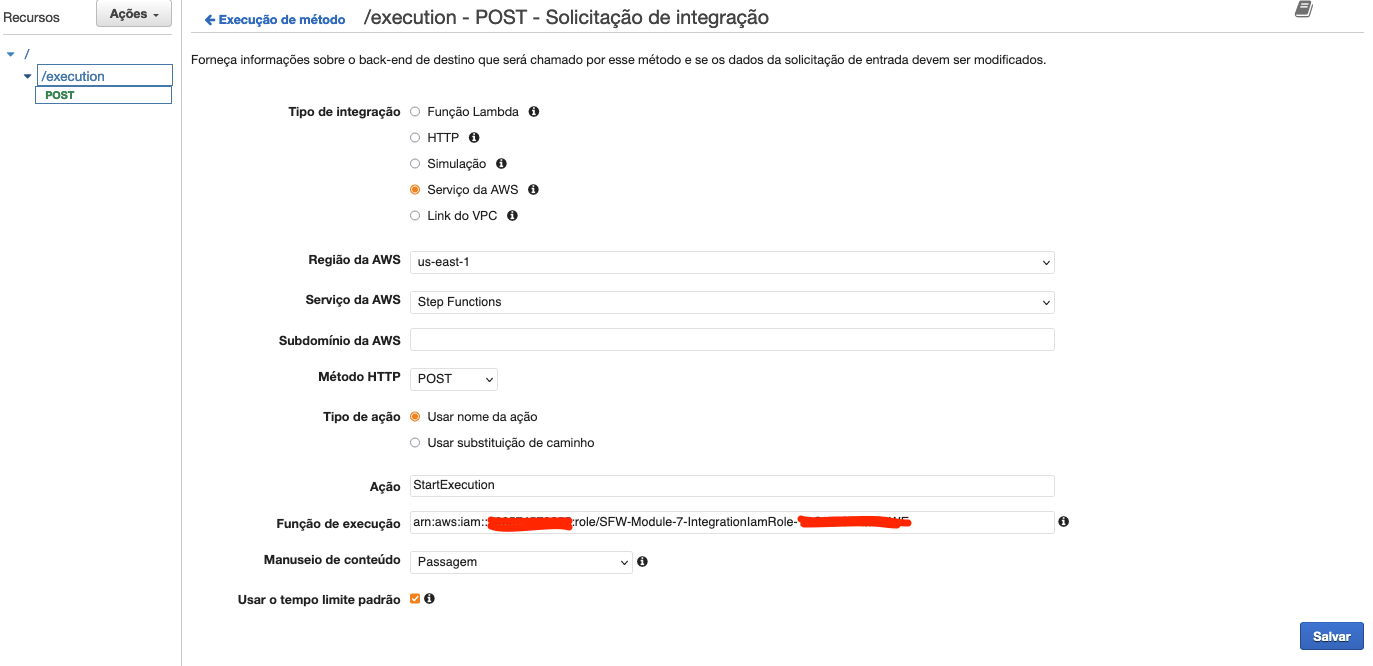 Recursos
Ações
Execução de método
/execution - POST - Solicitação de integração
/
/execution
POST
Forneça informações sobre o back-end de destino que será chamado por esse método e se os dados da solicitação de entrada devem ser modificados.
Tipo de integração
Função Lambda
HTTP
Simulação
Serviço da AWS
Link do VPC
Região da AWS us-east-1
Serviço da AWS Step Functions
Subdomínio da AWS
Método HTTP POST
Tipo de ação
Usar nome da ação
Usar substituição de caminho
Ação StartExecution
Função de execução arn:aws:iam:: :role/SFW-Module-7-IntegrationIamRole-
Manuseio de conteúdo Passagem
Usar o tempo limite padrão
Salvar